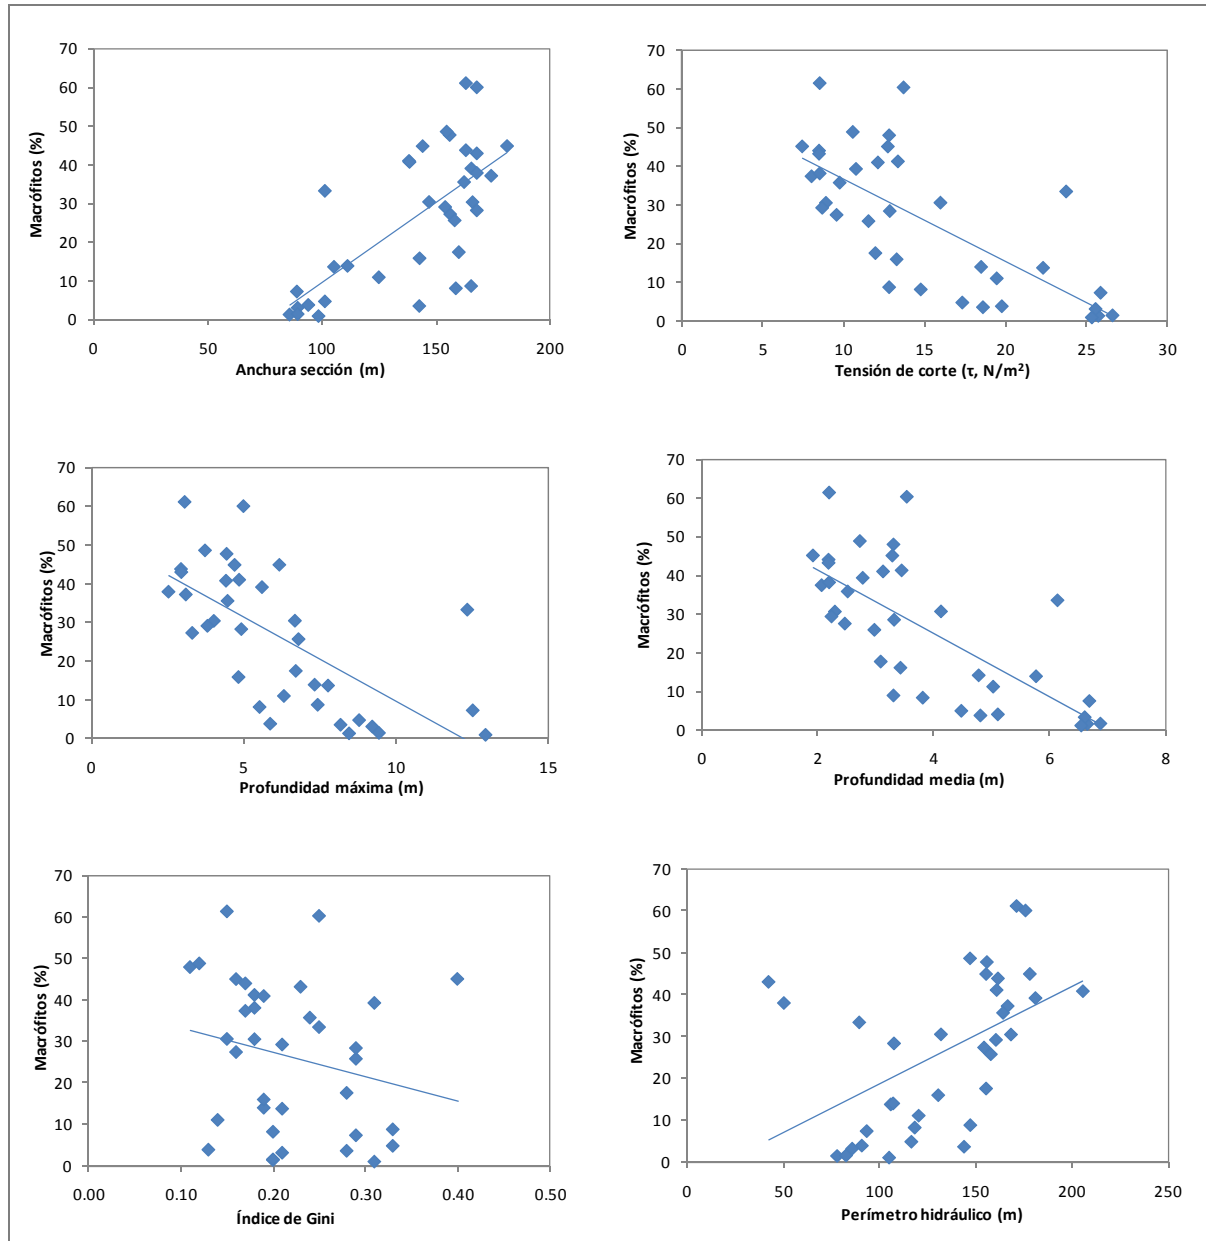 70
60
50
40
30
20
10
0
Macrófitos (%)
0 50 100 150 200
Anchura sección (m)
70
60
50
40
30
20
10
0
Macrófitos (%)
0 5 10 15 20 25 30
Tensión de corte (τ, N/m²)
70
60
50
40
30
20
10
0
Macrófitos (%)
0 5 10 15
Profundidad máxima (m)
70
60
50
40
30
20
10
0
Macrófitos (%)
0 2 4 6 8
Profundidad media (m)
70
60
50
40
30
20
10
0
Macrófitos (%)
0.00 0.10 0.20 0.30 0.40 0.50
Índice de Gini
70
60
50
40
30
20
10
0
Macrófitos (%)
0 50 100 150 200 250
Perímetro hidráulico (m)